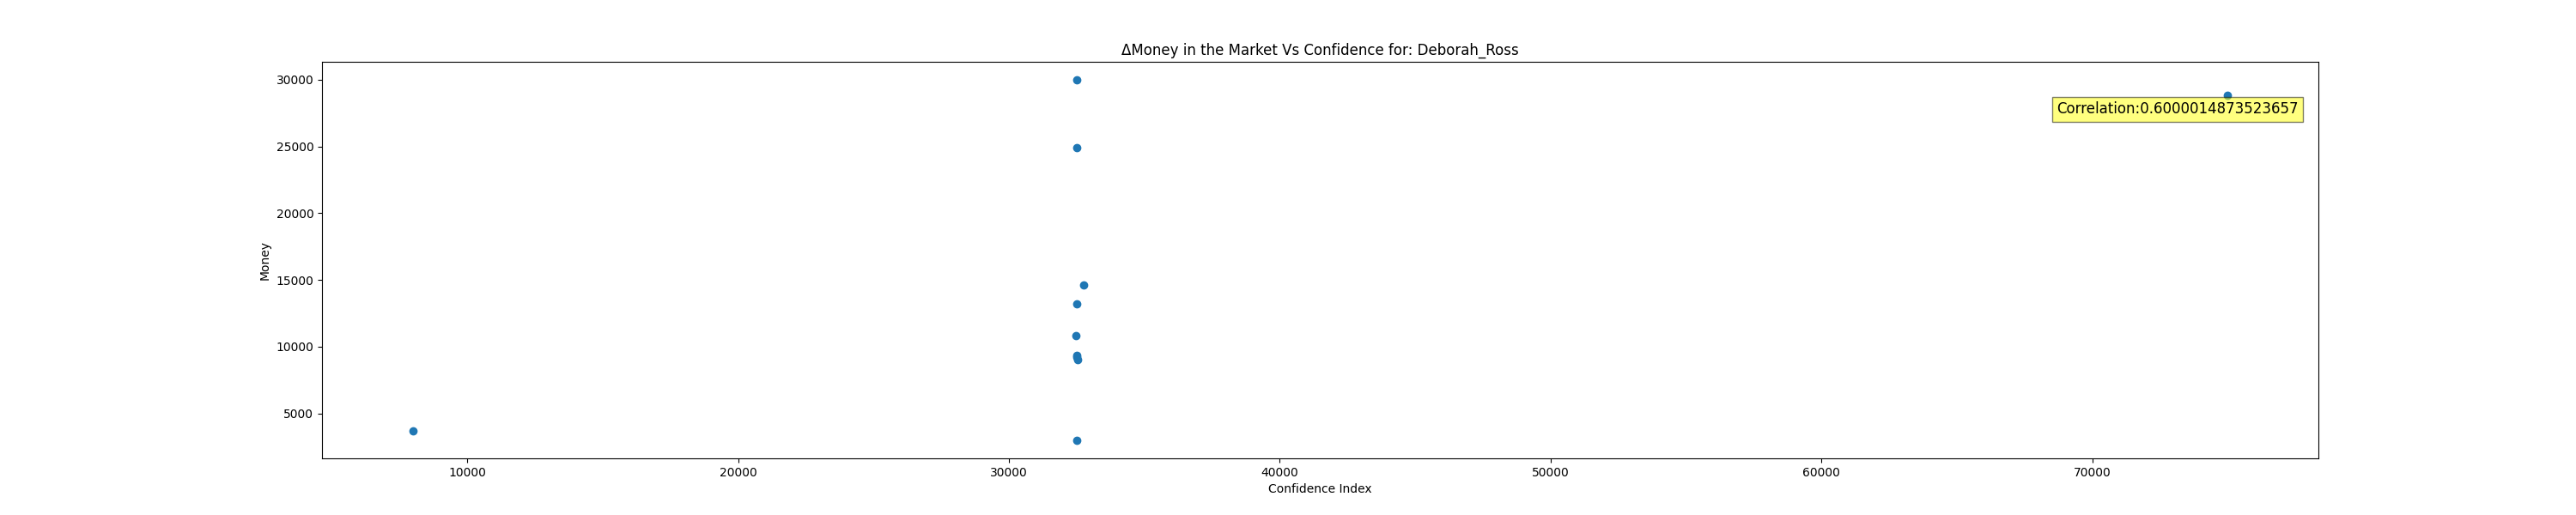 ΔMoney in the Market Vs Confidence for: Deborah_Ross
30000
25000
20000
15000
10000
5000
Money
Correlation:0.6000014873523657
10000 20000 30000 40000 50000 60000 70000
Confidence Index